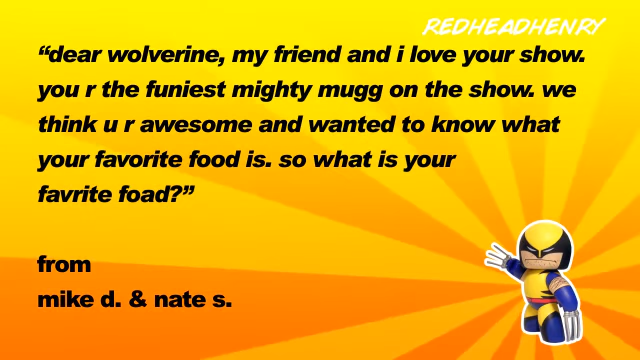 REDHEADHENRY
“dear wolverine, my friend and i love your show.
you r the funiest mighty mugg on the show. we
think u r awesome and wanted to know what
your favorite food is. so what is your
favrite foad?”
from
mike d. & nate s.